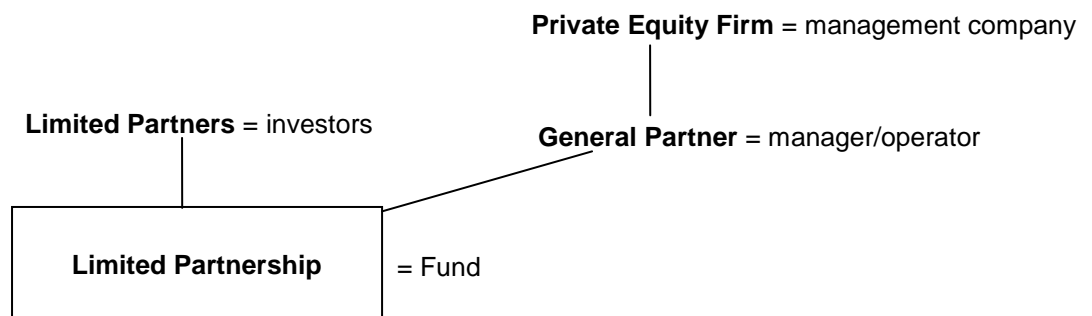 Private Equity Firm = management company
Limited Partners = investors
General Partner = manager/operator
Limited Partnership = Fund